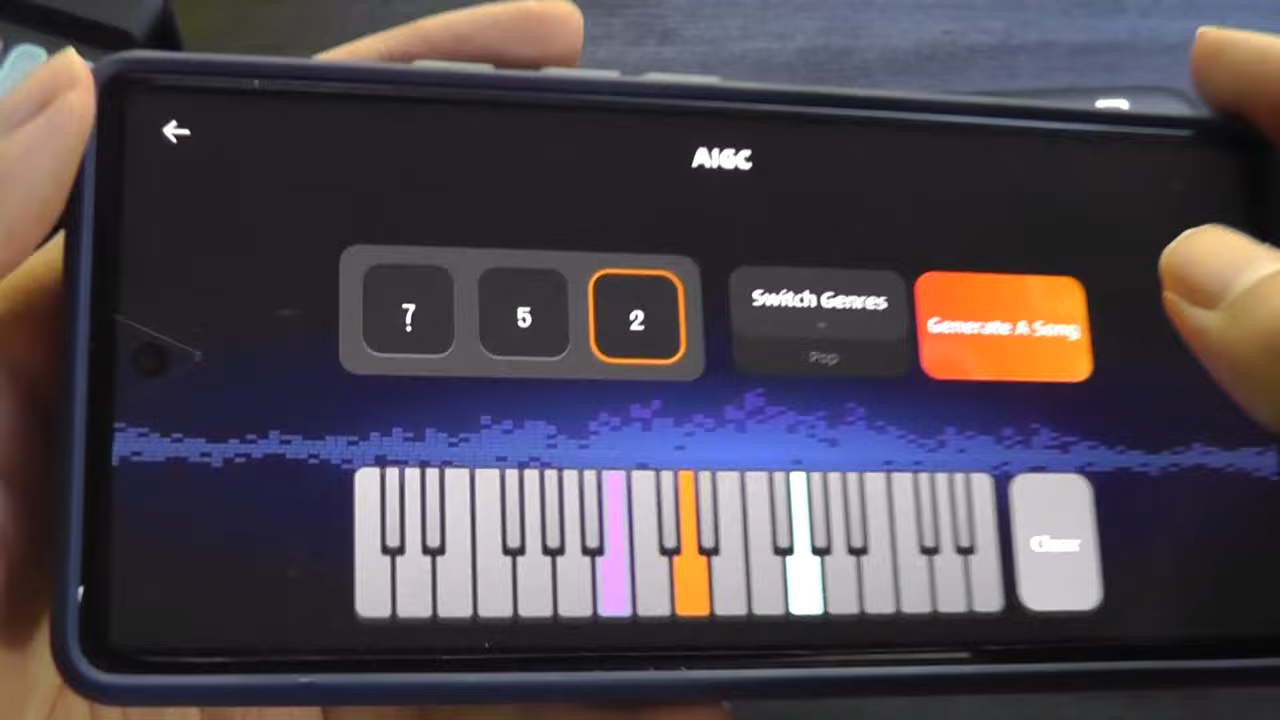 AIGC
7
5
2
Switch Genres
Pop
Generate A Song
Clear